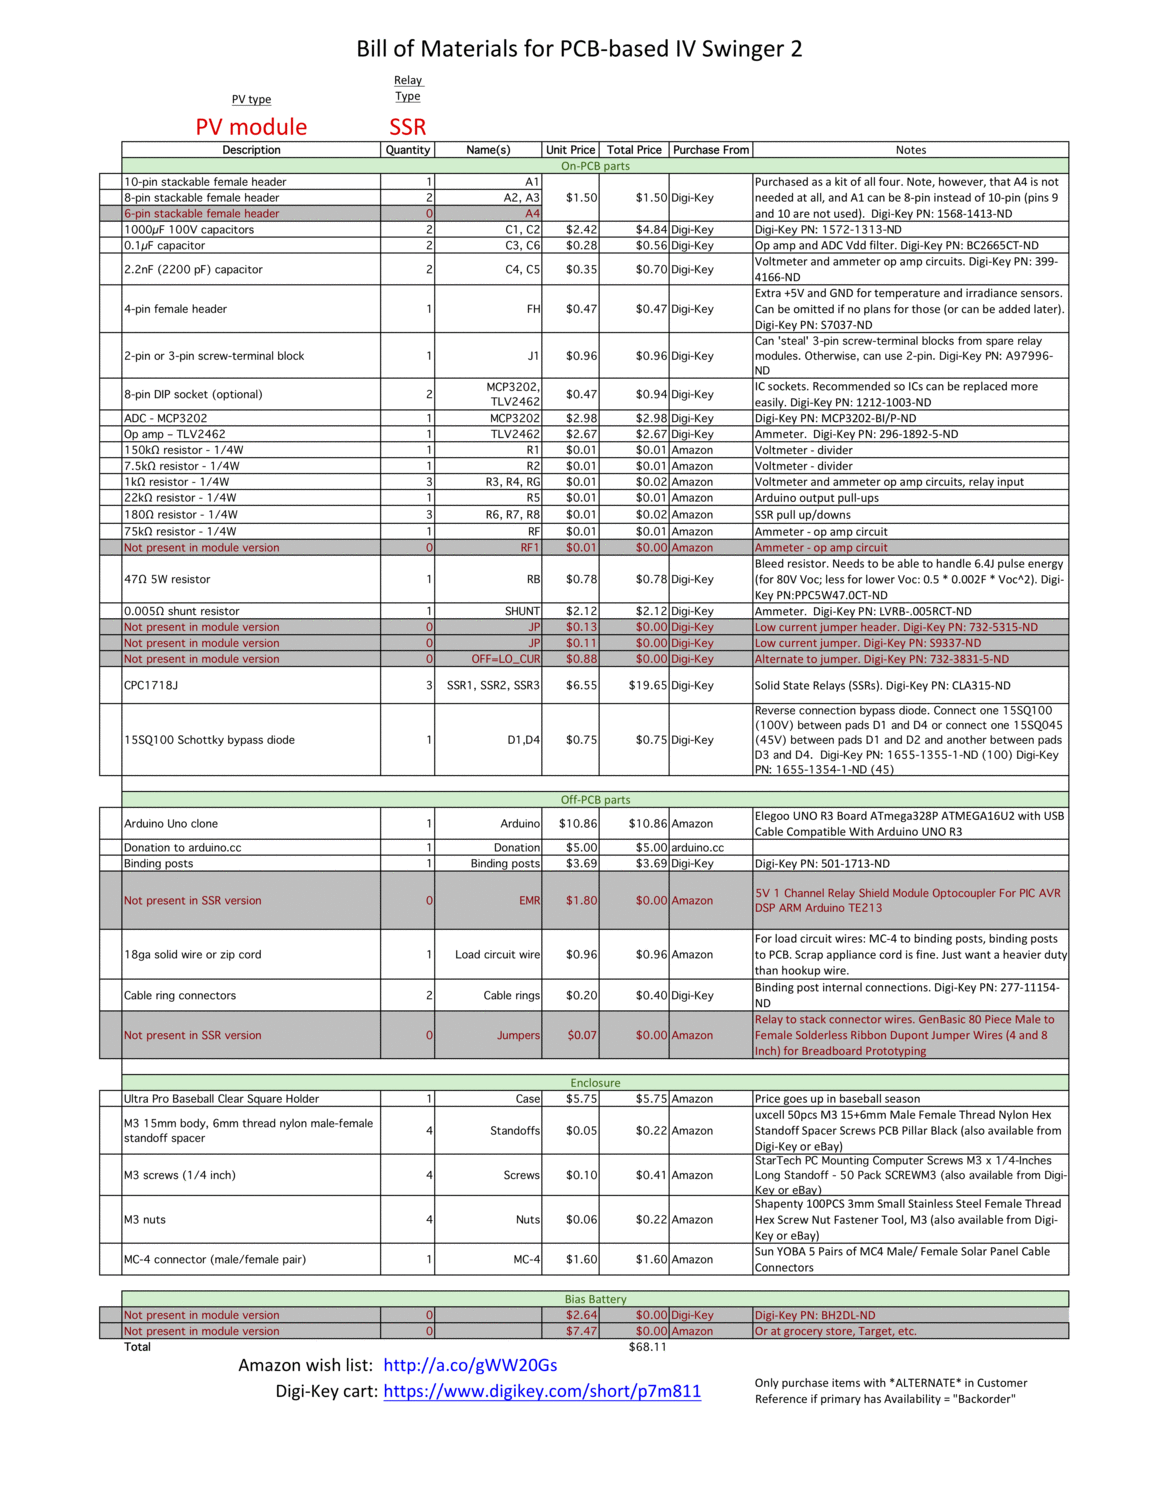 Bill of Materials for PCB-based IV Swinger 2
PV type
Relay
Type
PV module SSR
Description Quantity Name(s) Unit Price Total Price Purchase From Notes
On-PCB parts
10-pin stackable female header 1 A1 Purchased as a kit of all four. Note, however, that A4 is not
8-pin stackable female header 2 A2, A3 $1.50 $1.50 Digi-Key needed at all, and A1 can be 8-pin instead of 10-pin (pins 9
6-pin stackable female header 0 A4 and 10 are not used). Digi-Key PN: 1568-1413-ND
1000µF 100V capacitors 2 C1, C2 $2.42 $4.84 Digi-Key Digi-Key PN: 1572-1313-ND
0.1µF capacitor 2 C3, C6 $0.28 $0.56 Digi-Key Op amp and ADC Vdd filter. Digi-Key PN: BC2665CT-ND
2.2nF (2200 pF) capacitor 2 C4, C5 $0.35 $0.70 Digi-Key Voltmeter and ammeter op amp circuits. Digi-Key PN: 399-
4166-ND
4-pin female header 1 FH $0.47 $0.47 Digi-Key Extra +5V and GND for temperature and irradiance sensors.
Can be omitted if no plans for those (or can be added later).
Digi-Key PN: S7037-ND
2-pin or 3-pin screw-terminal block 1 J1 $0.96 $0.96 Digi-Key Can 'steal' 3-pin screw-terminal blocks from spare relay
modules. Otherwise, can use 2-pin. Digi-Key PN: A97996-
ND
8-pin DIP socket (optional) 2 MCP3202, $0.47 $0.94 Digi-Key IC sockets. Recommended so ICs can be replaced more
TLV2462 easily. Digi-Key PN: 1212-1003-ND
ADC - MCP3202 1 MCP3202 $2.98 $2.98 Digi-Key Digi-Key PN: MCP3202-BI/P-ND
Op amp – TLV2462 1 TLV2462 $2.67 $2.67 Digi-Key Ammeter. Digi-Key PN: 296-1892-5-ND
150kΩ resistor - 1/4W 1 R1 $0.01 $0.01 Amazon Voltmeter - divider
7.5kΩ resistor - 1/4W 1 R2 $0.01 $0.01 Amazon Voltmeter - divider
1kΩ resistor - 1/4W 3 R3, R4, RG $0.01 $0.02 Amazon Voltmeter and ammeter op amp circuits, relay input
22kΩ resistor - 1/4W 1 R5 $0.01 $0.01 Amazon Arduino output pull-ups
180Ω resistor - 1/4W 3 R6, R7, R8 $0.01 $0.02 Amazon SSR pull up/downs
75kΩ resistor - 1/4W 1 RF $0.01 $0.01 Amazon Ammeter - op amp circuit
Not present in module version 0 RF1 $0.01 $0.00 Amazon Ammeter - op amp circuit
47Ω 5W resistor 1 RB $0.78 $0.78 Digi-Key Bleed resistor. Needs to be able to handle 6.4J pulse energy
(for 80V Voc; less for lower Voc: 0.5 * 0.002F * Voc^2). Digi-
Key PN:PPC5W47.0CT-ND
0.005Ω shunt resistor 1 SHUNT $2.12 $2.12 Digi-Key Ammeter. Digi-Key PN: LVRB-.005RCT-ND
Not present in module version 0 JP $0.13 $0.00 Digi-Key Low current jumper header. Digi-Key PN: 732-5315-ND
Not present in module version 0 JP $0.11 $0.00 Digi-Key Low current jumper. Digi-Key PN: S9337-ND
Not present in module version 0 OFF=LO_CUR $0.88 $0.00 Digi-Key Alternate to jumper. Digi-Key PN: 732-3831-5-ND
CPC1718J 3 SSR1, SSR2, SSR3 $6.55 $19.65 Digi-Key Solid State Relays (SSRs). Digi-Key PN: CLA315-ND
15SQ100 Schottky bypass diode 1 D1,D4 $0.75 $0.75 Digi-Key Reverse connection bypass diode. Connect one 15SQ100
(100V) between pads D1 and D4 or connect one 15SQ045
(45V) between pads D1 and D2 and another between pads
D3 and D4. Digi-Key PN: 1655-1355-1-ND (100) Digi-Key
PN: 1655-1354-1-ND (45)
Off-PCB parts
Arduino Uno clone 1 Arduino $10.86 $10.86 Amazon Elegoo UNO R3 Board ATmega328P ATMEGA16U2 with USB
Cable Compatible With Arduino UNO R3
Donation to arduino.cc 1 Donation $5.00 $5.00 arduino.cc
Binding posts 1 Binding posts $3.69 $3.69 Digi-Key Digi-Key PN: 501-1713-ND
Not present in SSR version 0 EMR $1.80 $0.00 Amazon 5V 1 Channel Relay Shield Module Optocoupler For PIC AVR
DSP ARM Arduino TE213
18ga solid wire or zip cord 1 Load circuit wire $0.96 $0.96 Amazon For load circuit wires: MC-4 to binding posts, binding posts
to PCB. Scrap appliance cord is fine. Just want a heavier duty
than hookup wire.
Cable ring connectors 2 Cable rings $0.20 $0.40 Digi-Key Binding post internal connections. Digi-Key PN: 277-11154-
ND
Not present in SSR version 0 Jumpers $0.07 $0.00 Amazon Relay to stack connector wires. GenBasic 80 Piece Male to
Female Solderless Ribbon Dupont Jumper Wires (4 and 8
Inch) for Breadboard Prototyping
Enclosure
Ultra Pro Baseball Clear Square Holder 1 Case $5.75 $5.75 Amazon Price goes up in baseball season
M3 15mm body, 6mm thread nylon male-female 4 Standoffs $0.05 $0.22 Amazon uxcell 50pcs M3 15+6mm Male Female Thread Nylon Hex
standoff spacer Standoff Spacer Screws PCB Pillar Black (also available from
Digi-Key or eBay)
M3 screws (1/4 inch) 4 Screws $0.10 $0.41 Amazon StarTech PC Mounting Computer Screws M3 x 1/4-Inches
Long Standoff - 50 Pack SCREWM3 (also available from Digi-
Key or eBay)
M3 nuts 4 Nuts $0.06 $0.22 Amazon Shapenty 100PCS 3mm Small Stainless Steel Female Thread
Hex Screw Nut Fastener Tool, M3 (also available from Digi-
Key or eBay)
MC-4 connector (male/female pair) 1 MC-4 $1.60 $1.60 Amazon Sun YOBA 5 Pairs of MC4 Male/ Female Solar Panel Cable
Connectors
Bias Battery
Not present in module version 0 $2.64 $0.00 Digi-Key Digi-Key PN: BH2DL-ND
Not present in module version 0 $7.47 $0.00 Amazon Or at grocery store, Target, etc.
Total $68.11
Amazon wish list: http://a.co/gWW20Gs
Digi-Key cart: https://www.digikey.com/short/p7m811
Only purchase items with *ALTERNATE* in Customer
Reference if primary has Availability = "Backorder"